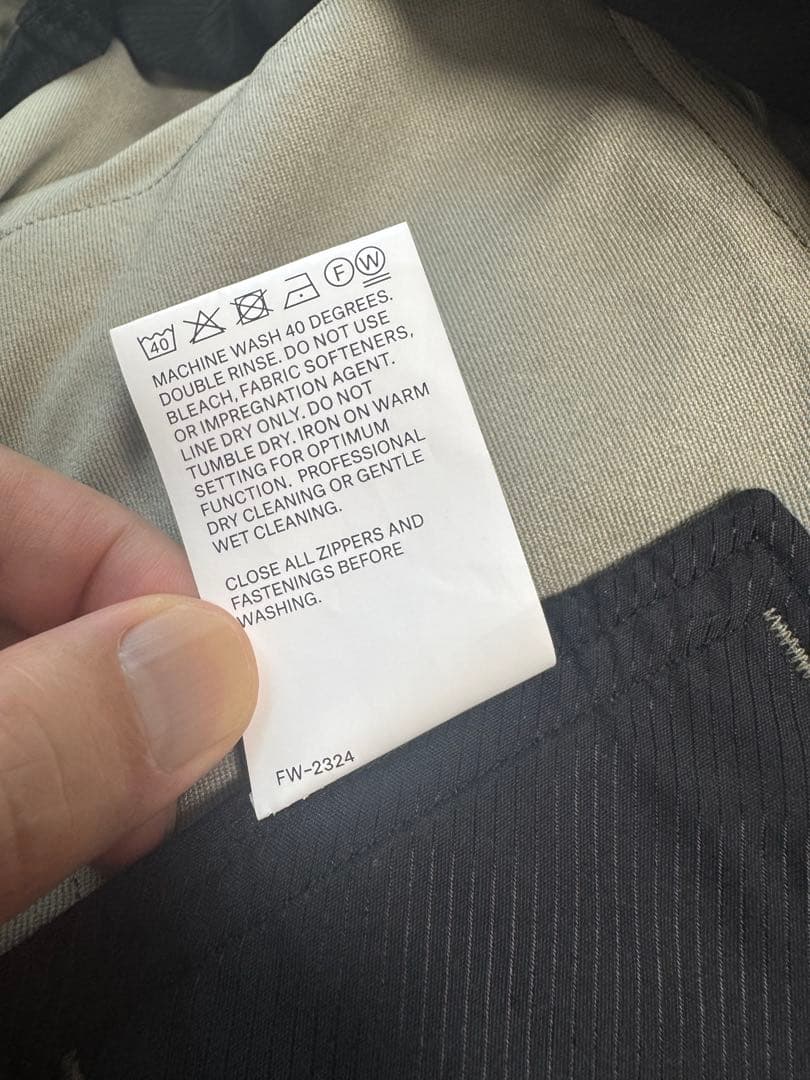 40 F W
MACHINE WASH 40 DEGREES.
DOUBLE RINSE. DO NOT USE
BLEACH, FABRIC SOFTENERS,
OR IMPREGNATION AGENT.
LINE DRY ONLY. DO NOT
TUMBLE DRY. IRON ON WARM
SETTING FOR OPTIMUM
FUNCTION. PROFESSIONAL
DRY CLEANING OR GENTLE
WET CLEANING.
CLOSE ALL ZIPPERS AND
FASTENINGS BEFORE
WASHING.
FW-2324